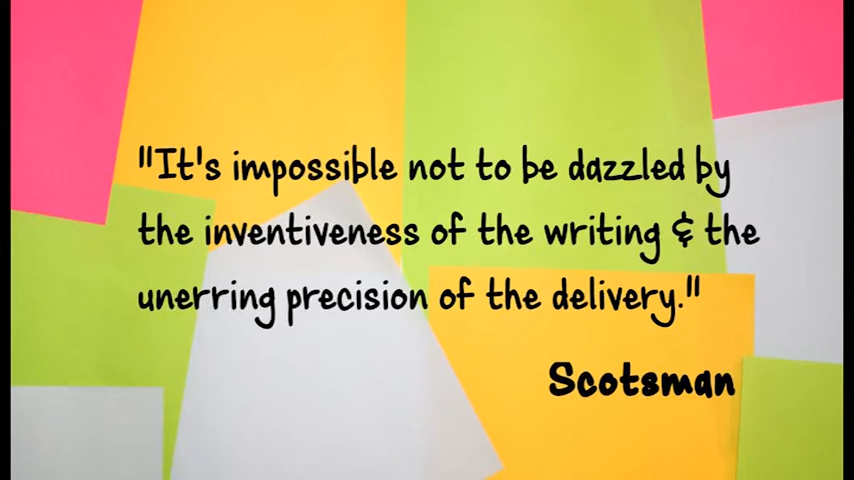 "It's impossible not to be dazzled by
the inventiveness of the writing & the
unerring precision of the delivery."
Scotsman